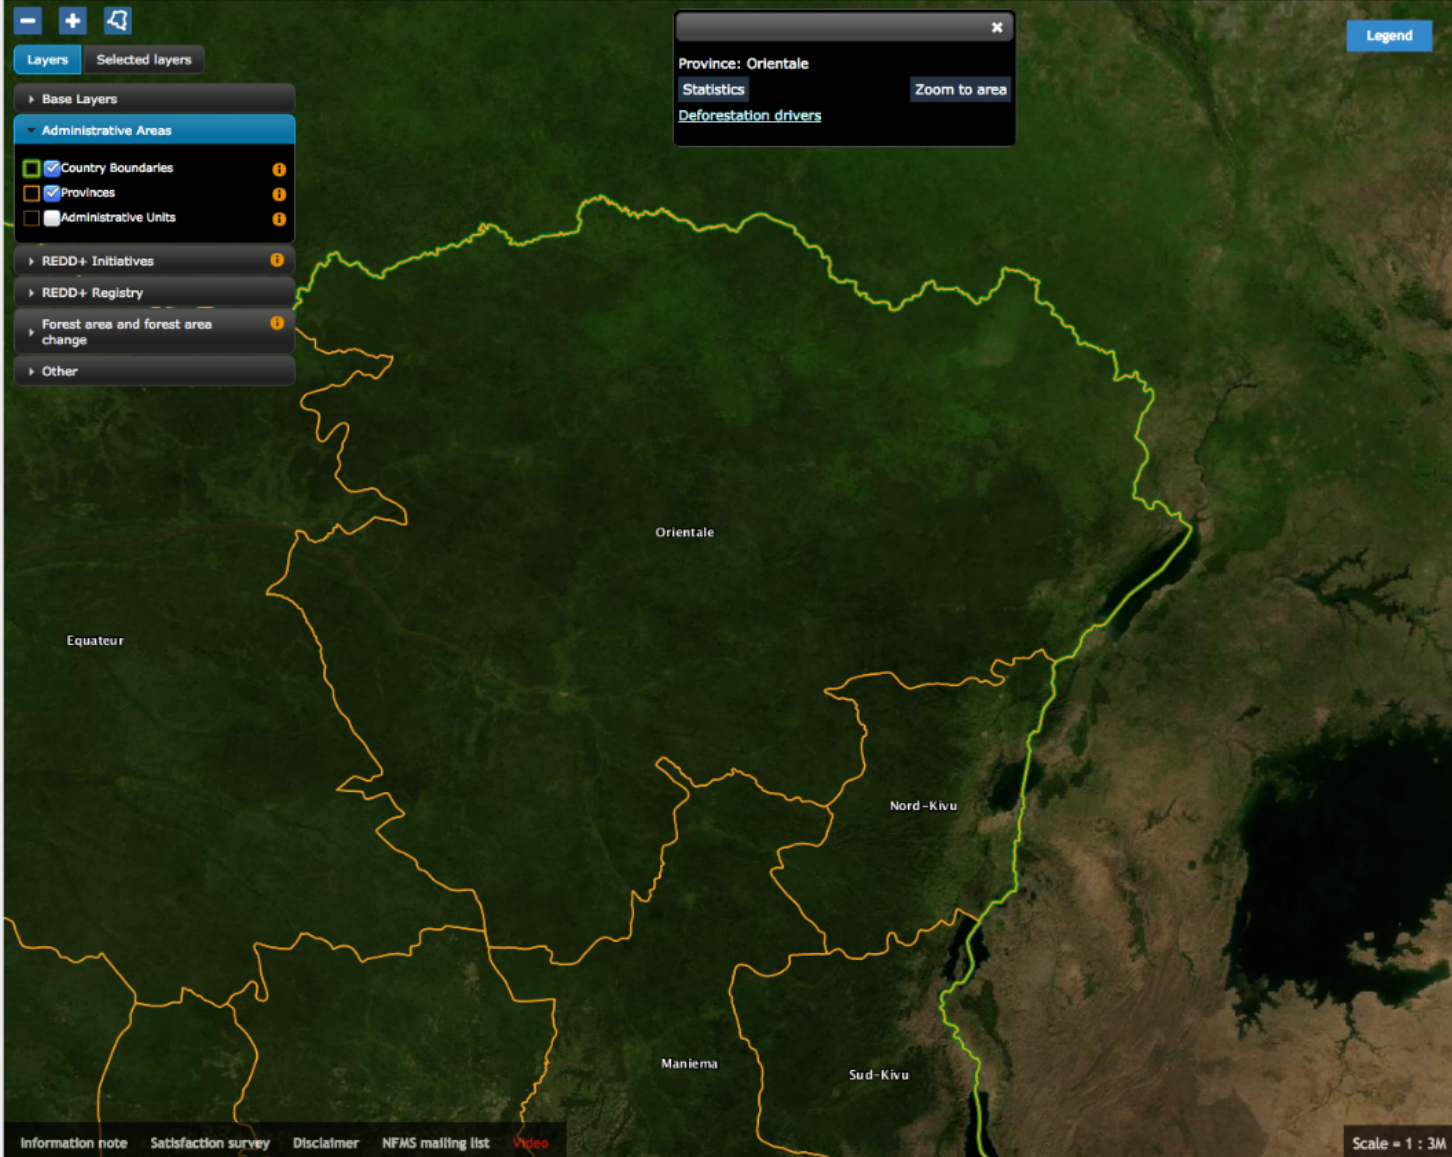 Layers
Selected layers
Base Layers
Administrative Areas
Country Boundaries
Provinces
Administrative Units
REDD+ Initiatives
REDD+ Registry
Forest area and forest area
change
Other
Province: Orientale
Statistics
Zoom to area
Deforestation drivers
Legend
Orientale
Equateur
Nord-Kivu
Maniema
Sud-Kivu
Information note
Satisfaction survey
Disclaimer
NFMS mailing list
Video
Scale = 1 : 3M